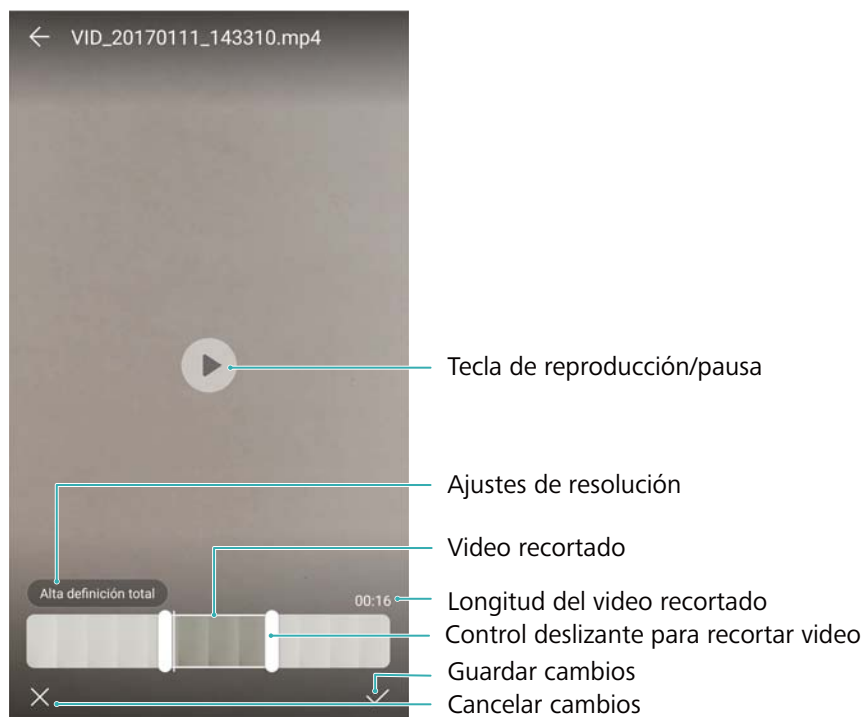 VID_20170111_143310.mp4
Tecla de reproducción/pausa
Ajustes de resolución
Video recortado
Alta definición total
00:16
Longitud del video recortado
Control deslizante para recortar video
Guardar cambios
Cancelar cambios